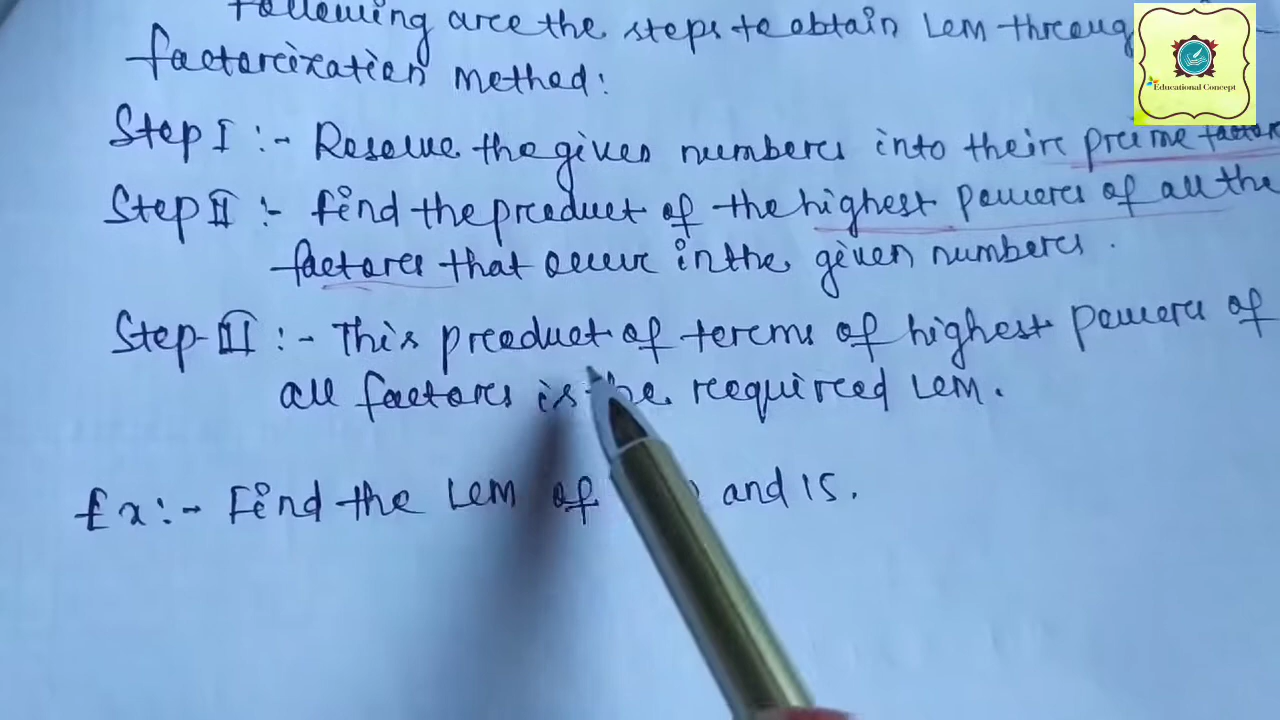 Following are the steps to obtain LCM
factorization method:
Step I :- Resolve the given numbers into their prime factors
Step II :- find the product of the highest powers of all the
factors that occur in the given numbers.
Step-III :- This product of terms of highest powers of
all factors is the required LCM.
Ex :- Find the LCM of and 15.
Educational Concept